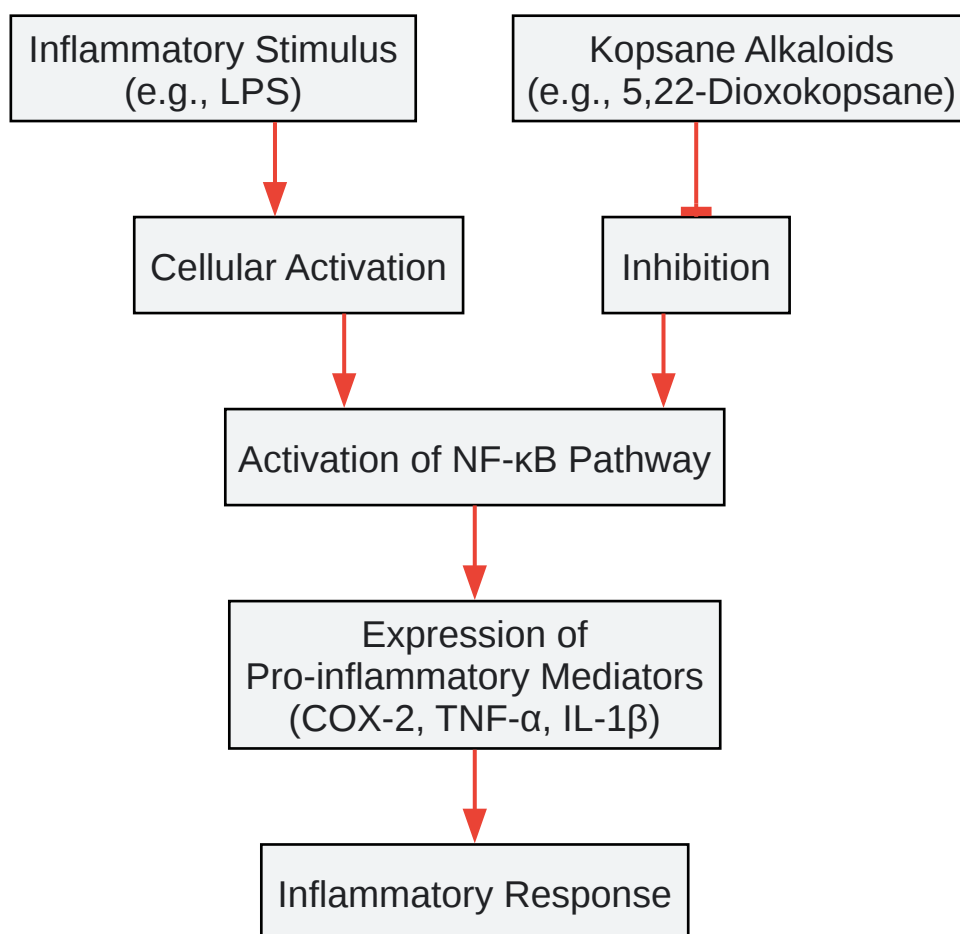 Inflammatory Stimulus
(e.g., LPS)
Kopsane Alkaloids
(e.g., 5,22-Dioxokopsane)
Cellular Activation
Inhibition
Activation of NF-κB Pathway
Expression of
Pro-inflammatory Mediators
(COX-2, TNF-α, IL-1β)
Inflammatory Response